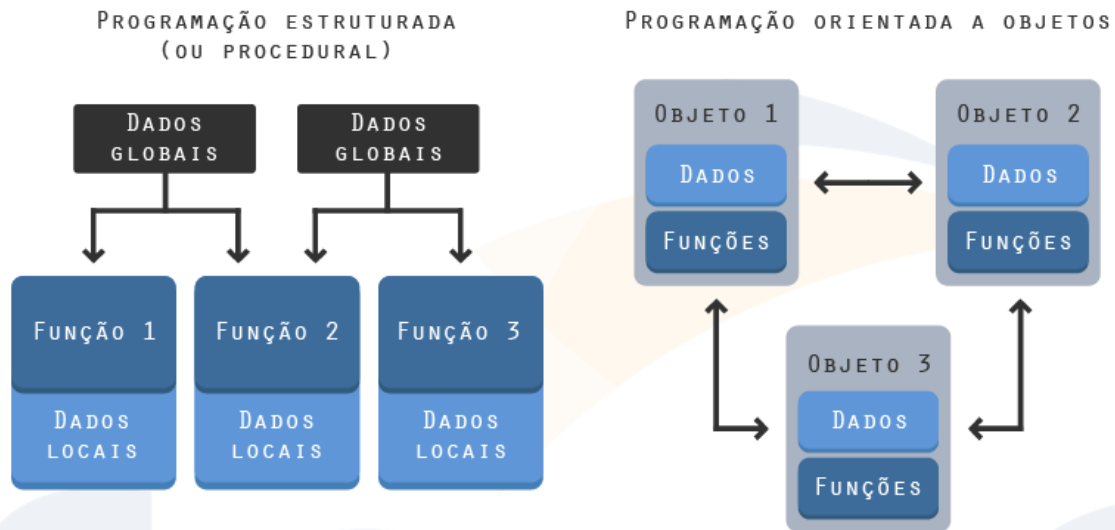 Programação estruturada
(ou procedural)
Dados
globais
Dados
globais
Função 1
Dados
locais
Função 2
Dados
locais
Função 3
Dados
locais
Programação orientada a objetos
Objeto 1
Dados
Funções
Objeto 2
Dados
Funções
Objeto 3
Dados
Funções